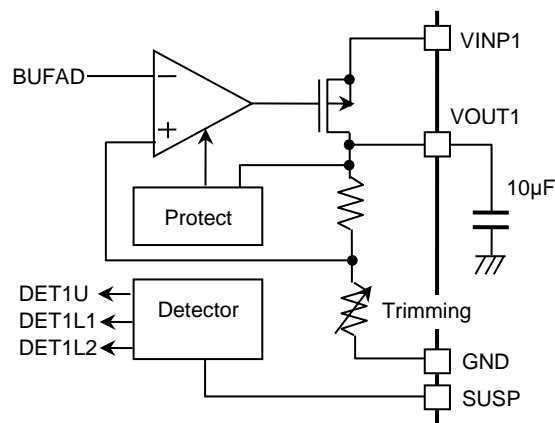 VINP1
BUFAD
−
+
VOUT1
Protect
10µF
DET1U
DET1L1
DET1L2
Detector
Trimming
GND
SUSP